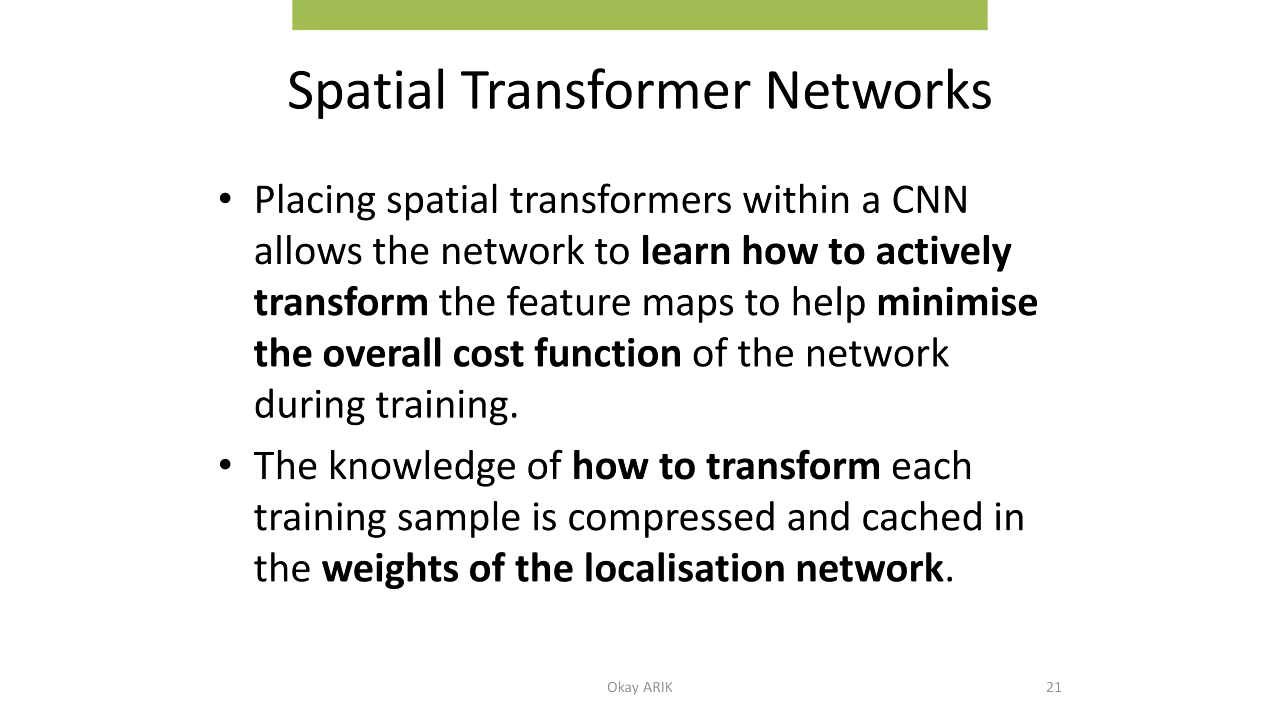 Spatial Transformer Networks
• Placing spatial transformers within a CNN
allows the network to learn how to actively
transform the feature maps to help minimise
the overall cost function of the network
during training.
• The knowledge of how to transform each
training sample is compressed and cached in
the weights of the localisation network.
Okay ARIK
21